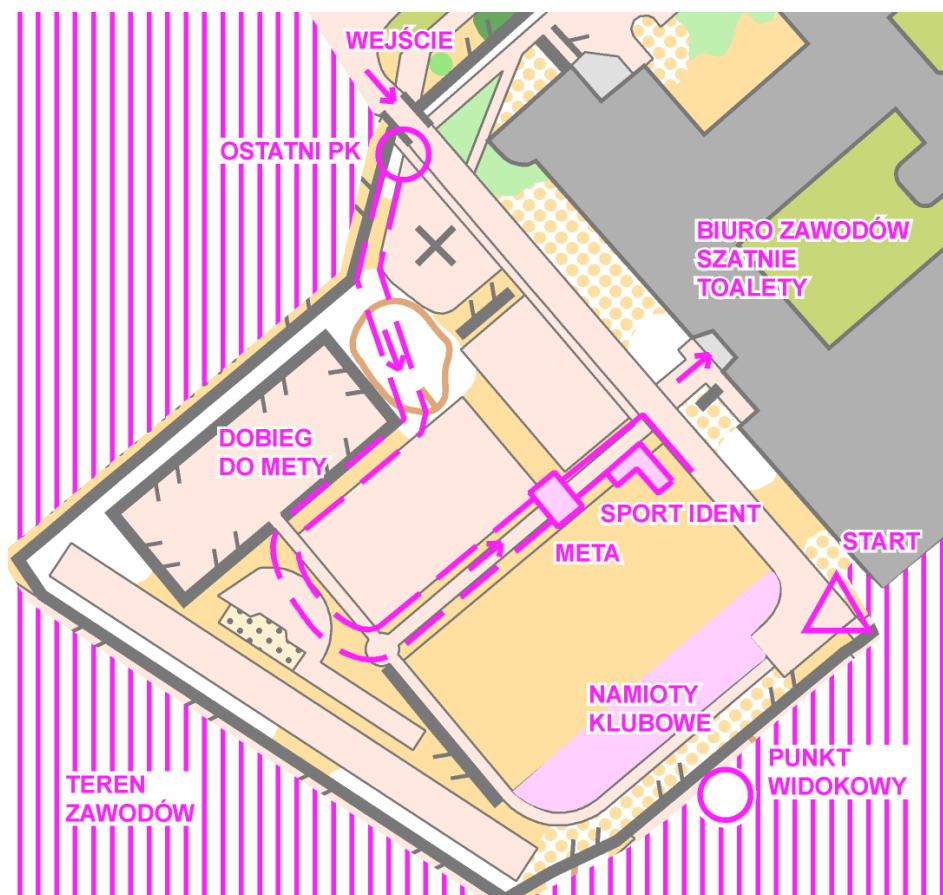 WEJŚCIE
OSTATNI PK
BIURO ZAWODÓW
SZATNIE
TOALETY
DOBIEG
DO METY
SPORT IDENT
META
START
NAMIOTY
KLUBOWE
PUNKT
WIDOKOWY
TEREN
ZAWODÓW